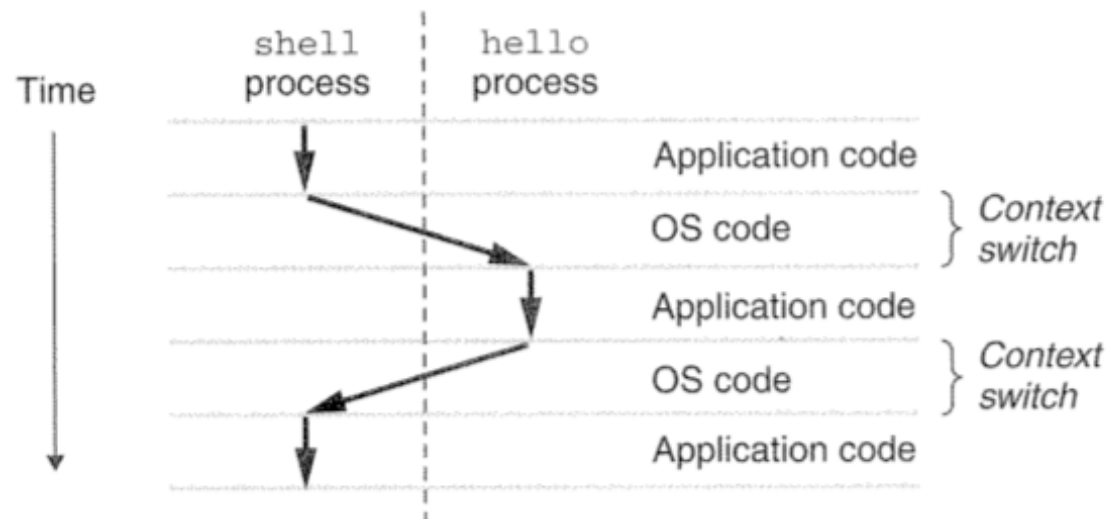 shell
process
hello
process
Time
Application code
OS code
Context
switch
Application code
OS code
Context
switch
Application code